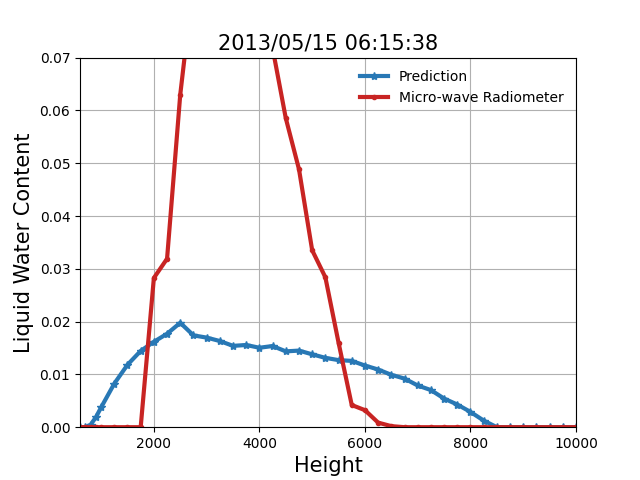 2013/05/15 06:15:38
Prediction
Micro-wave Radiometer
0.07
0.06
0.05
0.04
0.03
0.02
0.01
0.00
Liquid Water Content
2000 4000 6000 8000 10000
Height